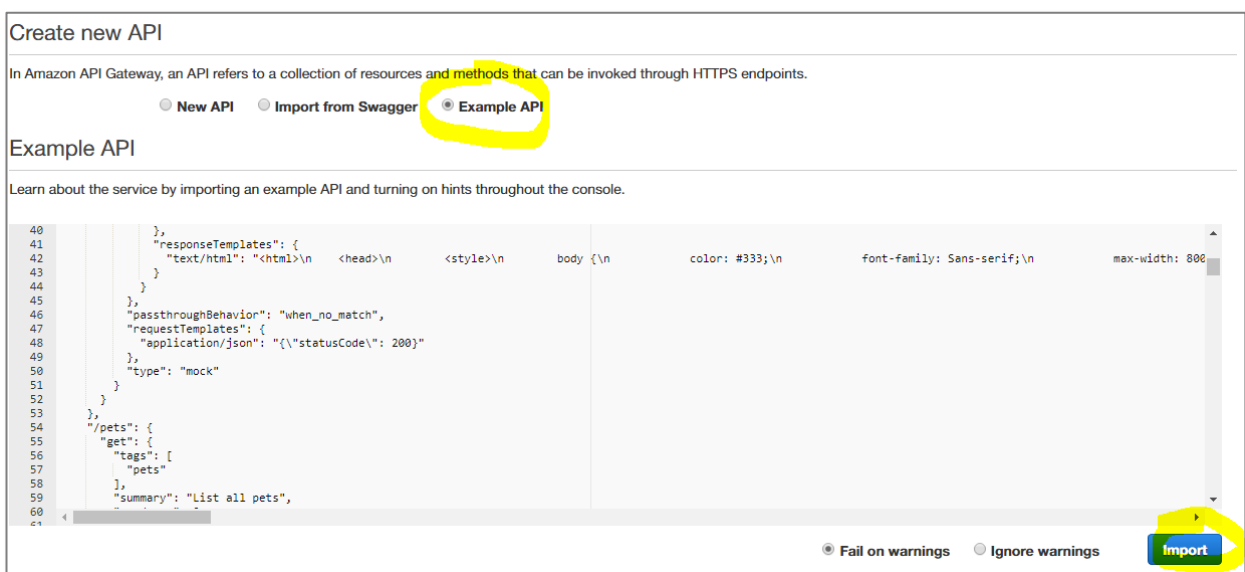 Create new API
In Amazon API Gateway, an API refers to a collection of resources and methods that can be invoked through HTTPS endpoints.
New API Import from Swagger Example API
Example API
Learn about the service by importing an example API and turning on hints throughout the console.
40 },
41 "responseTemplates": {
42 "text/html": "<html>\n <head>\n <style>\n body {\n color: #333;\n font-family: Sans-serif;\n max-width: 800
43 }
44 }
45 },
46 "passthroughBehavior": "when_no_match",
47 "requestTemplates": {
48 "application/json": "{\"statusCode\": 200}"
49 },
50 "type": "mock"
51 }
52 }
53 },
54 "/pets": {
55 "get": {
56 "tags": [
57 "pets"
58 ],
59 "summary": "List all pets",
60
61
Fail on warnings Ignore warnings Import